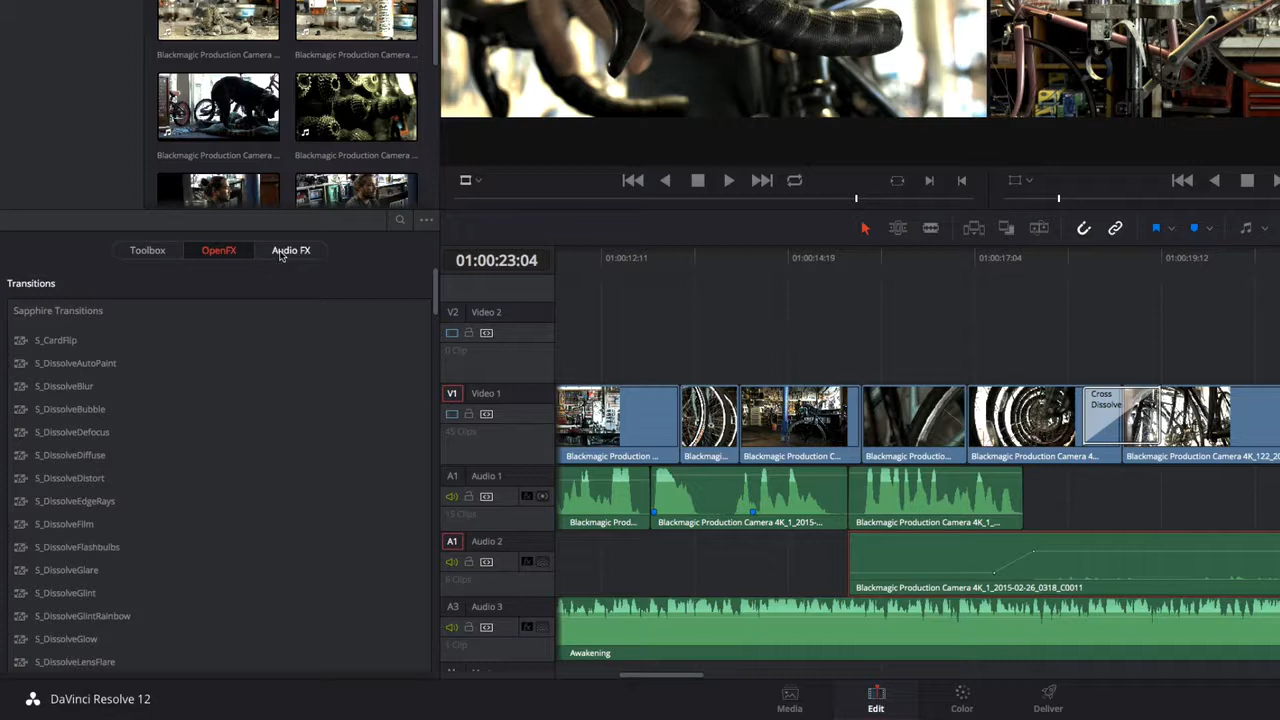 Blackmagic Production Camera ...
Blackmagic Production Camera ...
Blackmagic Production Camera ...
Blackmagic Production Camera ...
Toolbox
OpenFX
Audio FX
Transitions
Sapphire Transitions
S_CardFlip
S_DissolveAutoPaint
S_DissolveBlur
S_DissolveBubble
S_DissolveDefocus
S_DissolveDiffuse
S_DissolveDistort
S_DissolveEdgeRays
S_DissolveFilm
S_DissolveFlashbulbs
S_DissolveGlare
S_DissolveGlint
S_DissolveGlintRainbow
S_DissolveGlow
S_DissolveLensFlare
01:00:23:04
01:00:12:11
01:00:14:19
01:00:17:04
01:00:19:12
V2 Video 2
0 Clip
V1 Video 1
45 Clips
Cross
Dissolve
Blackmagic Production ...
Blackmagi...
Blackmagic Production C...
Blackmagic Productio...
Blackmagic Production Camera 4...
Blackmagic Production Camera 4K_122_20
A1 Audio 1
fx
15 Clips
Blackmagic Prod...
Blackmagic Production Camera 4K_1_2015-...
Blackmagic Production Camera 4K_1_...
A1 Audio 2
fx
6 Clips
Blackmagic Production Camera 4K_1_2015-02-26_0318_C0011
A3 Audio 3
fx
1 Clip
Awakening
DaVinci Resolve 12
Media
Edit
Color
Deliver